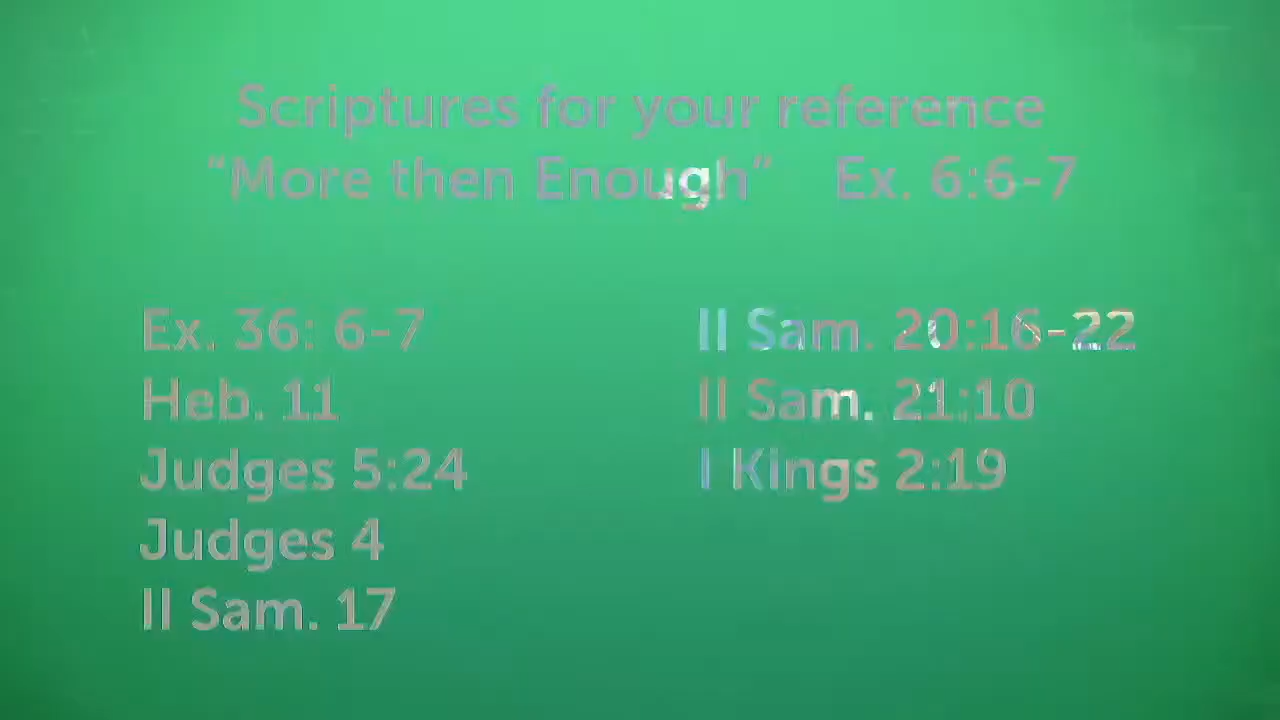 Scriptures for your reference
“More then Enough” Ex. 6:6-7
Ex. 36: 6-7
Heb. 11
Judges 5:24
Judges 4
II Sam. 17
II Sam. 20:16-22
II Sam. 21:10
I Kings 2:19